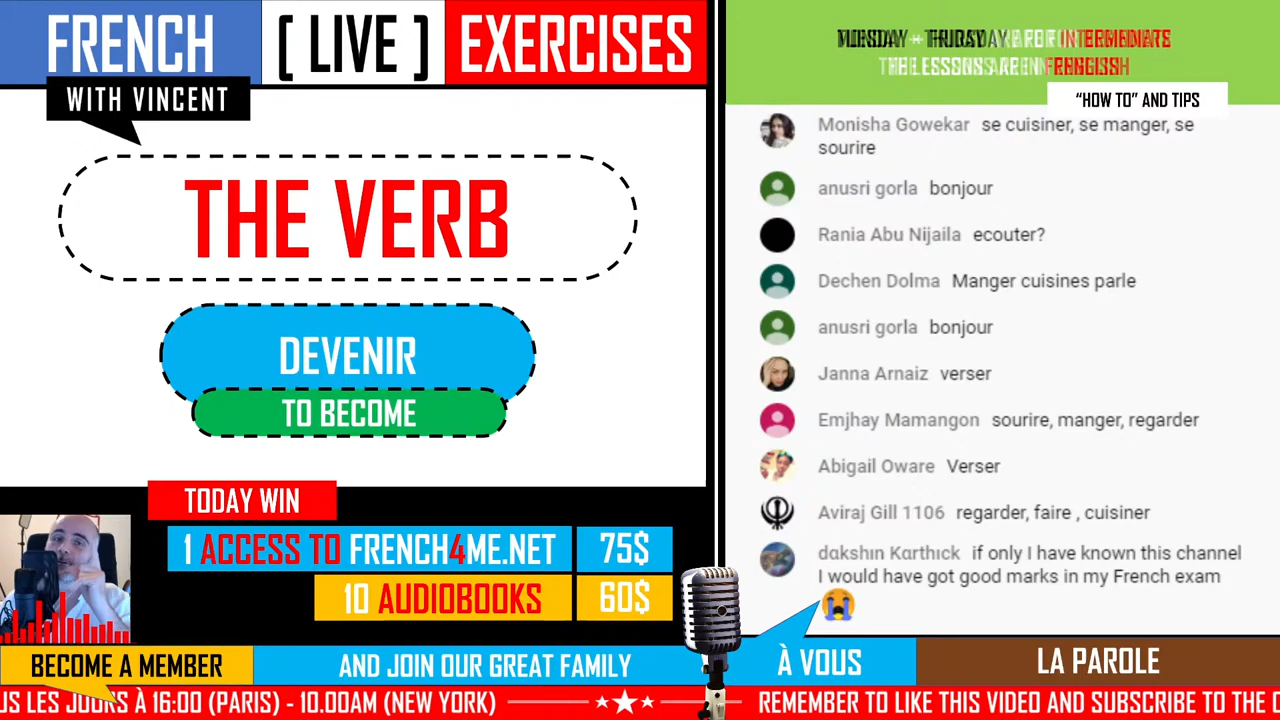 FRENCH [ LIVE ] EXERCISES
WITH VINCENT
THE VERB
DEVENIR
TO BECOME
TODAY WIN
1 ACCESS TO FRENCH4ME.NET 75$
10 AUDIOBOOKS 60$
BECOME A MEMBER AND JOIN OUR GREAT FAMILY
"HOW TO" AND TIPS
Monisha Gowekar se cuisiner, se manger, se
sourire
anusri gorla bonjour
Rania Abu Nijaila ecouter?
Dechen Dolma Manger cuisines parle
anusri gorla bonjour
Janna Arnaiz verser
Emjhay Mamangon sourire, manger, regarder
Abigail Oware Verser
Aviraj Gill 1106 regarder, faire , cuisiner
dɑkshın Kɑrthıck if only I have known this channel
I would have got good marks in my French exam
😭
À VOUS LA PAROLE
US LES JOURS À 16:00 (PARIS) - 10.00AM (NEW YORK) REMEMBER TO LIKE THIS VIDEO AND SUBSCRIBE TO THE